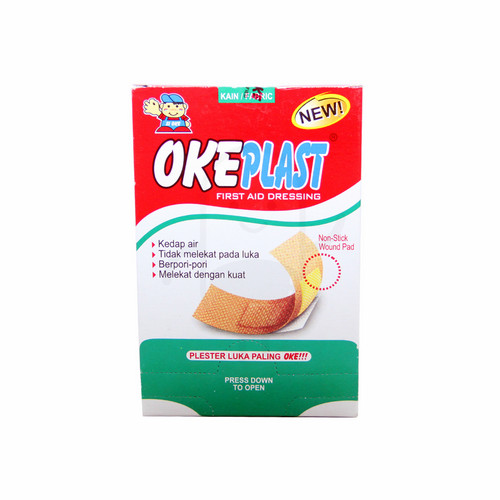 KAIN / FABRIC
NEW!
OKEPLAST
®
FIRST AID DRESSING
Kedap air
Tidak melekat pada luka
Berpori-pori
Melekat dengan kuat
Non-Stick
Wound Pad
PLESTER LUKA PALING OKE!!!
PRESS DOWN
TO OPEN